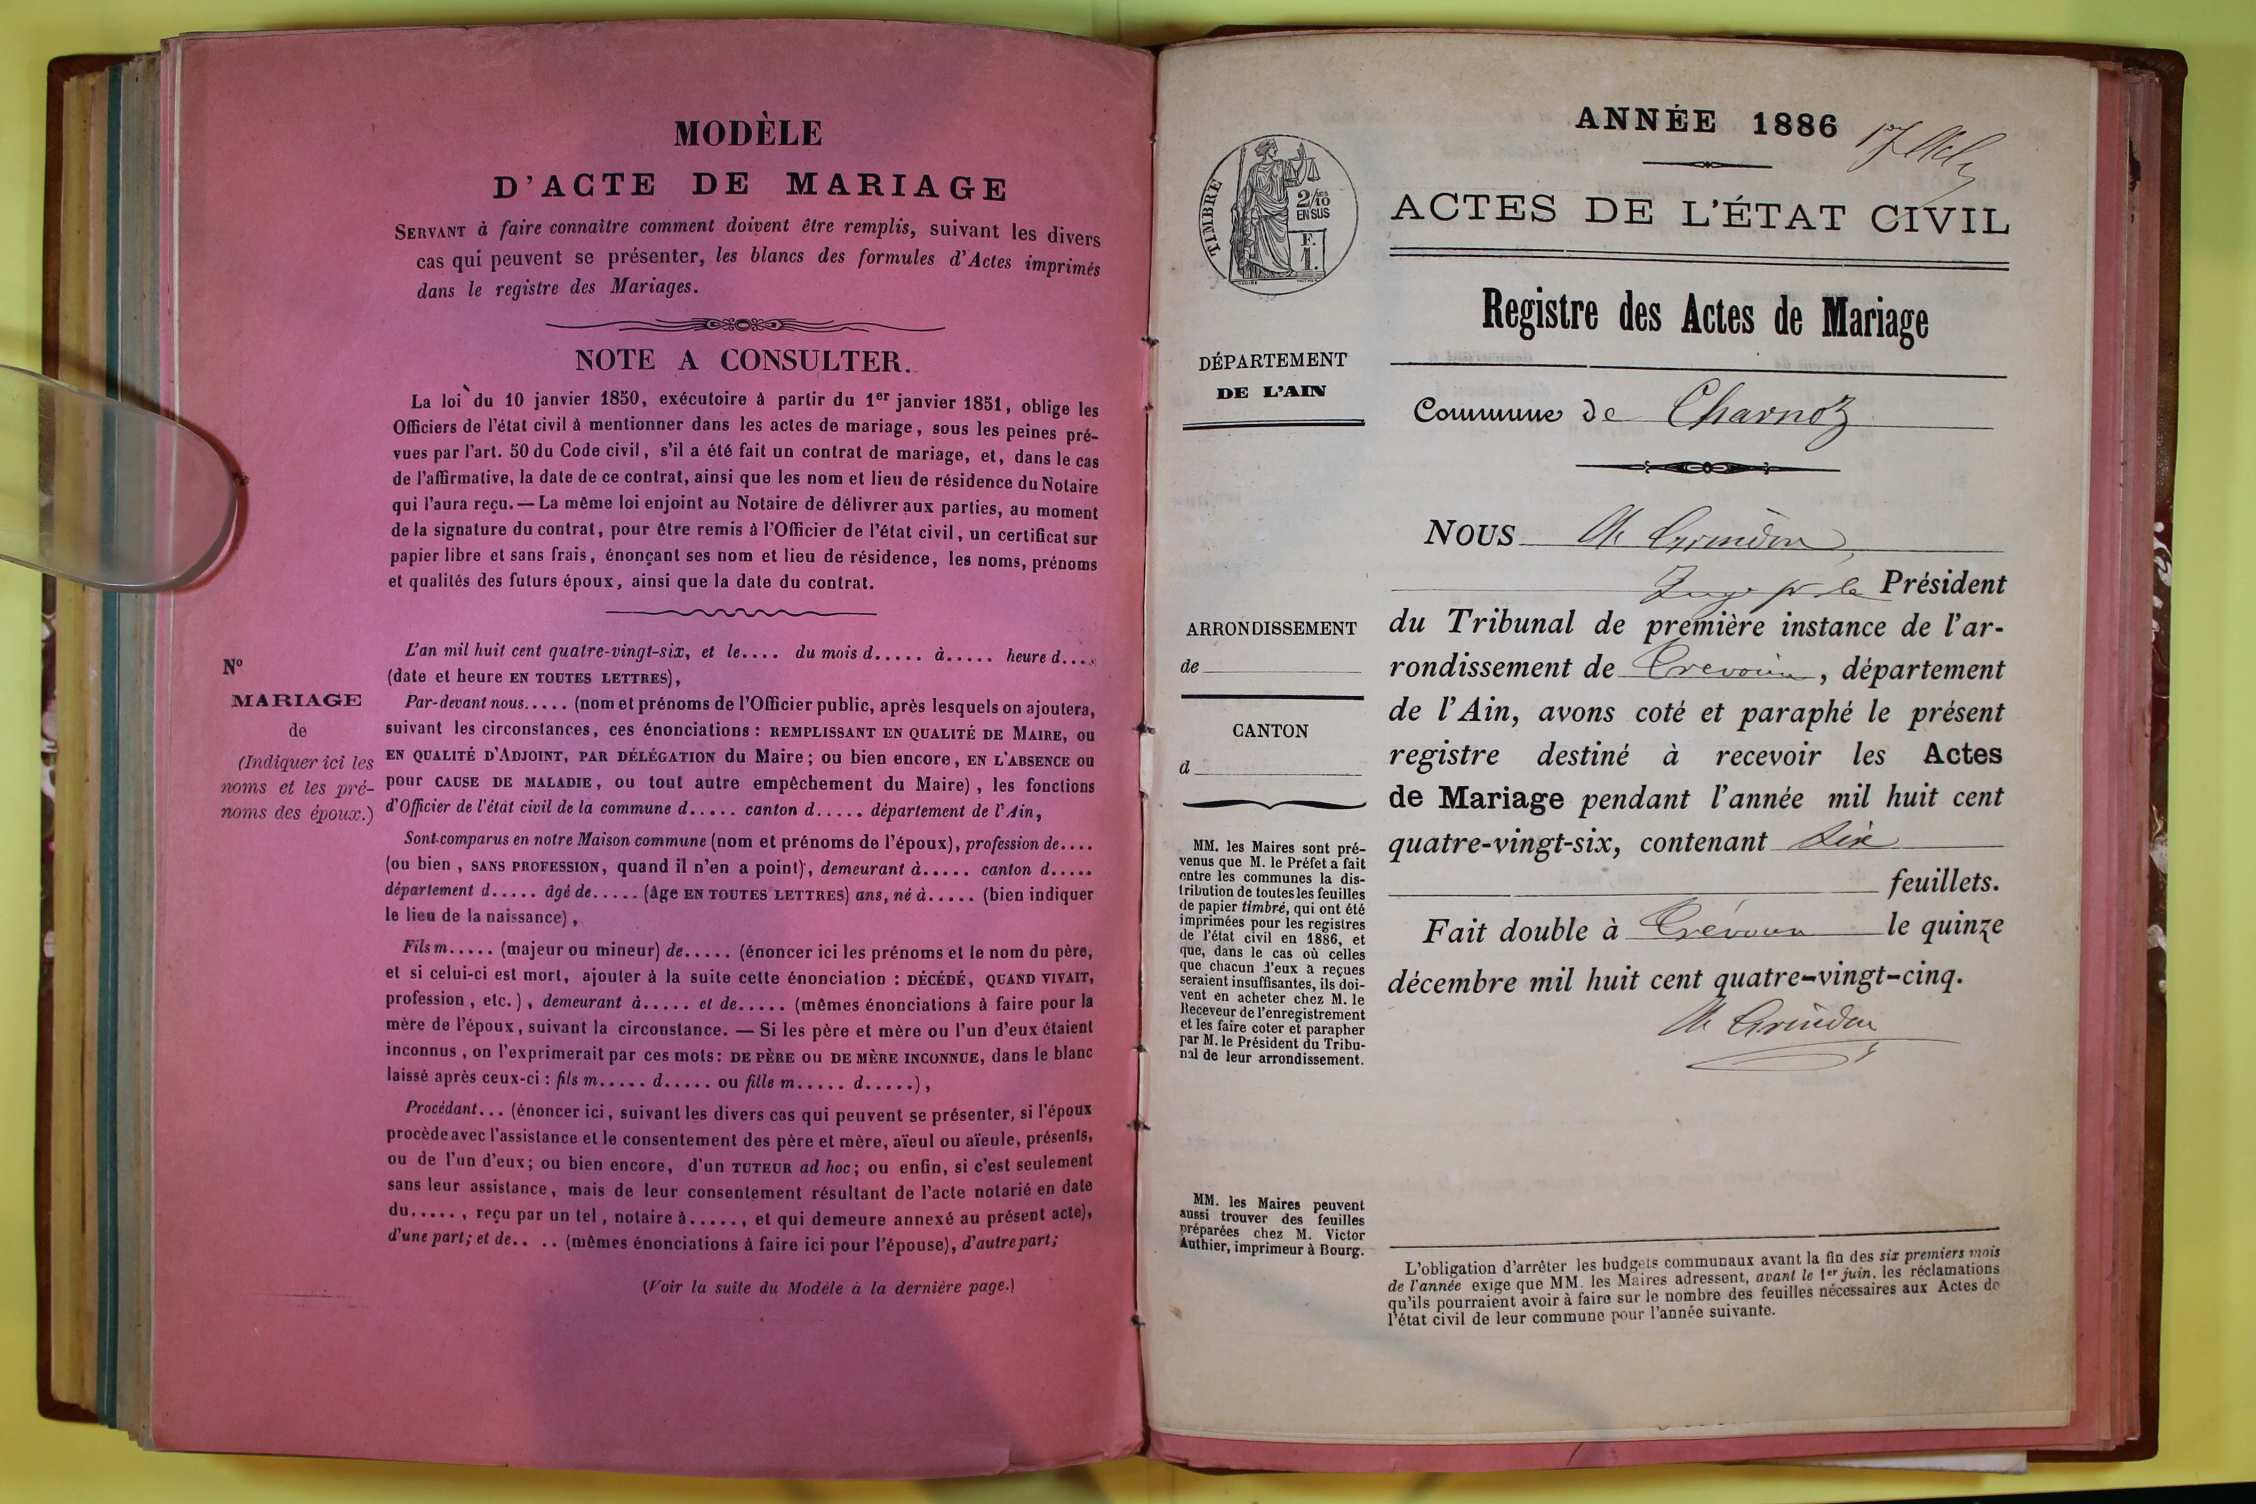 MODÈLE
D'ACTE DE MARIAGE
SERVANT à faire connaître comment doivent être remplis, suivant les divers
cas qui peuvent se présenter, les blancs des formules d'Actes imprimés
dans le registre des Mariages.
NOTE A CONSULTER.
La loi du 10 janvier 1850, exécutoire à partir du 1er janvier 1851, oblige les
Officiers de l'état civil à mentionner dans les actes de mariage, sous les peines pré-
vues par l'art. 50 du Code civil, s'il a été fait un contrat de mariage, et, dans le cas
de l'affirmative, la date de ce contrat, ainsi que les nom et lieu de résidence du Notaire
qui l'aura reçu. — La même loi enjoint au Notaire de délivrer aux parties, au moment
de la signature du contrat, pour être remis à l'Officier de l'état civil, un certificat sur
papier libre et sans frais, énonçant ses nom et lieu de résidence, les noms, prénoms
et qualités des futurs époux, ainsi que la date du contrat.
No
MARIAGE
de
(Indiquer ici les
noms et les pré-
noms des époux.)
L'an mil huit cent quatre-vingt-six, et le.... du mois d..... à..... heure d....
(date et heure EN TOUTES LETTRES),
Par-devant nous..... (nom et prénoms de l'Officier public, après lesquels on ajoutera,
suivant les circonstances, ces énonciations : REMPLISSANT EN QUALITÉ DE MAIRE, ou
EN QUALITÉ D'ADJOINT, PAR DÉLÉGATION du Maire; ou bien encore, EN L'ABSENCE ou
pour CAUSE DE MALADIE, ou tout autre empêchement du Maire), les fonctions
d'Officier de l'état civil de la commune d..... canton d..... département de l'Ain,
Sont comparus en notre Maison commune (nom et prénoms de l'époux), profession de....
(ou bien, SANS PROFESSION, quand il n'en a point), demeurant à..... canton d.....
département d..... âgé de..... (âge EN TOUTES LETTRES) ans, né à..... (bien indiquer
le lieu de la naissance),
Fils m..... (majeur ou mineur) de..... (énoncer ici les prénoms et le nom du père,
et si celui-ci est mort, ajouter à la suite cette énonciation : DÉCÉDÉ, QUAND VIVAIT,
profession, etc.), demeurant à..... et de..... (mêmes énonciations à faire pour la
mère de l'époux, suivant la circonstance. — Si les père et mère ou l'un d'eux étaient
inconnus, on l'exprimerait par ces mots: DE PÈRE OU DE MÈRE INCONNUE, dans le blanc
laissé après ceux-ci : fils m..... d..... ou fille m..... d.....),
Procédant... (énoncer ici, suivant les divers cas qui peuvent se présenter, si l'époux
procède avec l'assistance et le consentement des père et mère, aïeul ou aïeule, présents,
ou de l'un d'eux; ou bien encore, d'un TUTEUR ad hoc; ou enfin, si c'est seulement
sans leur assistance, mais de leur consentement résultant de l'acte notarié en date
du....., reçu par un tel, notaire à....., et qui demeure annexé au présent acte),
d'une part; et de.. .. (mêmes énonciations à faire ici pour l'épouse), d'autre part;
(Voir la suite du Modèle à la dernière page.)
ANNÉE 1886
TIMBRE
2/10
EN SUS
F.
1.
ACTES DE L'ÉTAT CIVIL
Registre des Actes de Mariage
DÉPARTEMENT
DE L'AIN
Commune de Charnoz
NOUS M Grindon
Juge pr le Président
du Tribunal de première instance de l'ar-
rondissement de Trévoux, département
de l'Ain, avons coté et paraphé le présent
registre destiné à recevoir les Actes
de Mariage pendant l'année mil huit cent
quatre-vingt-six, contenant six
feuillets.
Fait double à Trévoux le quinze
décembre mil huit cent quatre-vingt-cinq.
M Grindon
ARRONDISSEMENT
de
CANTON
d
MM. les Maires sont pré-
venus que M. le Préfet a fait
entre les communes la dis-
tribution de toutes les feuilles
de papier timbré, qui ont été
imprimées pour les registres
de l'état civil en 1886, et
que, dans le cas où celles
que chacun d'eux a reçues
seraient insuffisantes, ils doi-
vent en acheter chez M. le
Receveur de l'enregistrement
et les faire coter et parapher
par M. le Président du Tribu-
nal de leur arrondissement.
MM. les Maires peuvent
aussi trouver des feuilles
préparées chez M. Victor
Authier, imprimeur à Bourg.
L'obligation d'arrêter les budgets communaux avant la fin des six premiers mois
de l'année exige que MM. les Maires adressent, avant le 1er juin, les réclamations
qu'ils pourraient avoir à faire sur le nombre des feuilles nécessaires aux Actes de
l'état civil de leur commune pour l'année suivante.